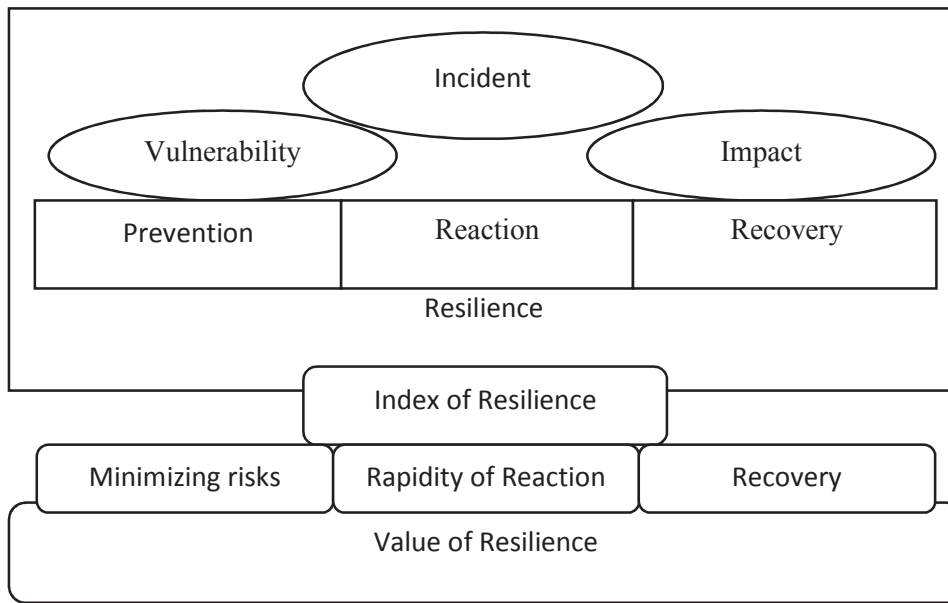 Incident
Vulnerability
Impact
Prevention
Reaction
Recovery
Resilience
Index of Resilience
Minimizing risks
Rapidity of Reaction
Recovery
Value of Resilience